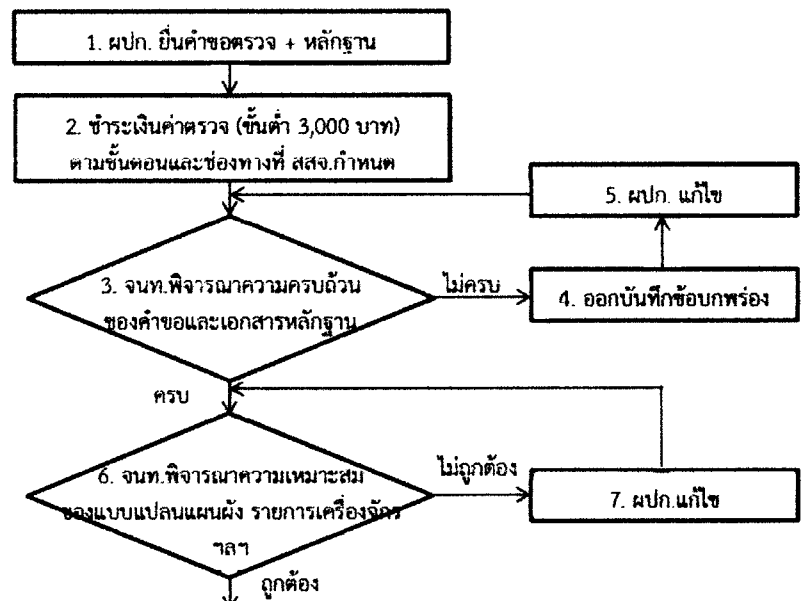 1. ผปก. ยื่นคำขอตรวจ + หลักฐาน
2. ชำระเงินค่าตรวจ (ขั้นต่ำ 3,000 บาท)
ตามขั้นตอนและช่องทางที่ สสจ.กำหนด
5. ผปก. แก้ไข
3. จนท.พิจารณาความครบถ้วน
ของคำขอและเอกสารหลักฐาน
ไม่ครบ
4. ออกบันทึกข้อบกพร่อง
ครบ
6. จนท.พิจารณาความเหมาะสม
ของแบบแปลนแผนผัง รายการเครื่องจักร
ฯลฯ
ไม่ถูกต้อง
7. ผปก.แก้ไข
ถูกต้อง